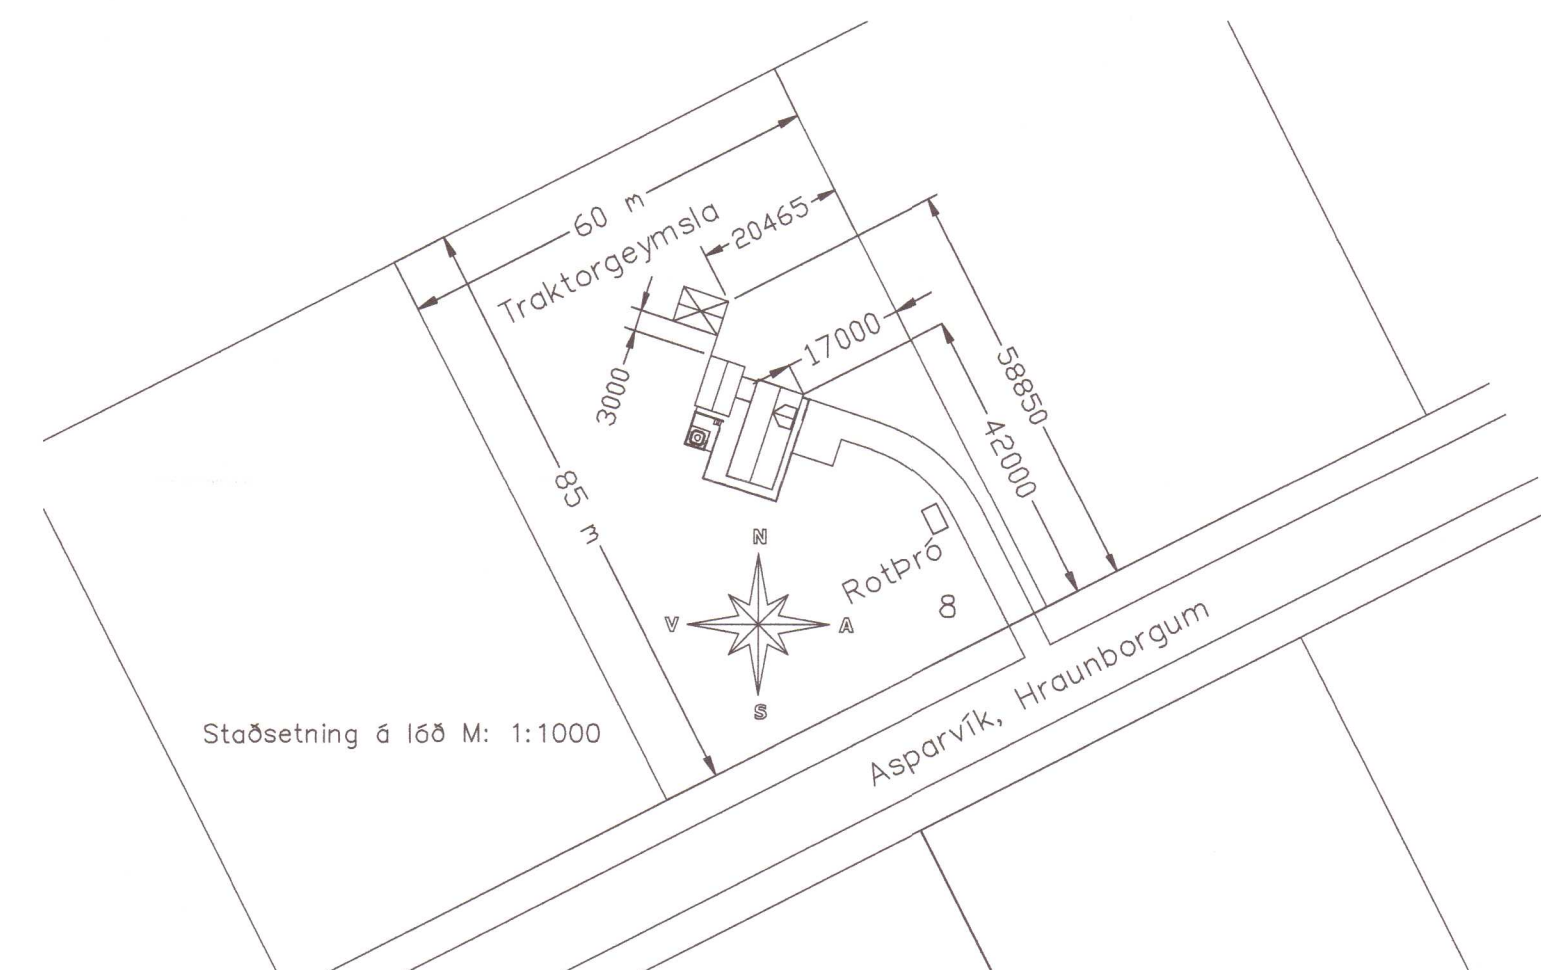 60 m
Traktorgeymsla
20465
17000
3000
58850
42000
85 m
N
V
A
S
Rotþró
8
Staðsetning á lóð M: 1:1000
Asparvík, Hraunborgum